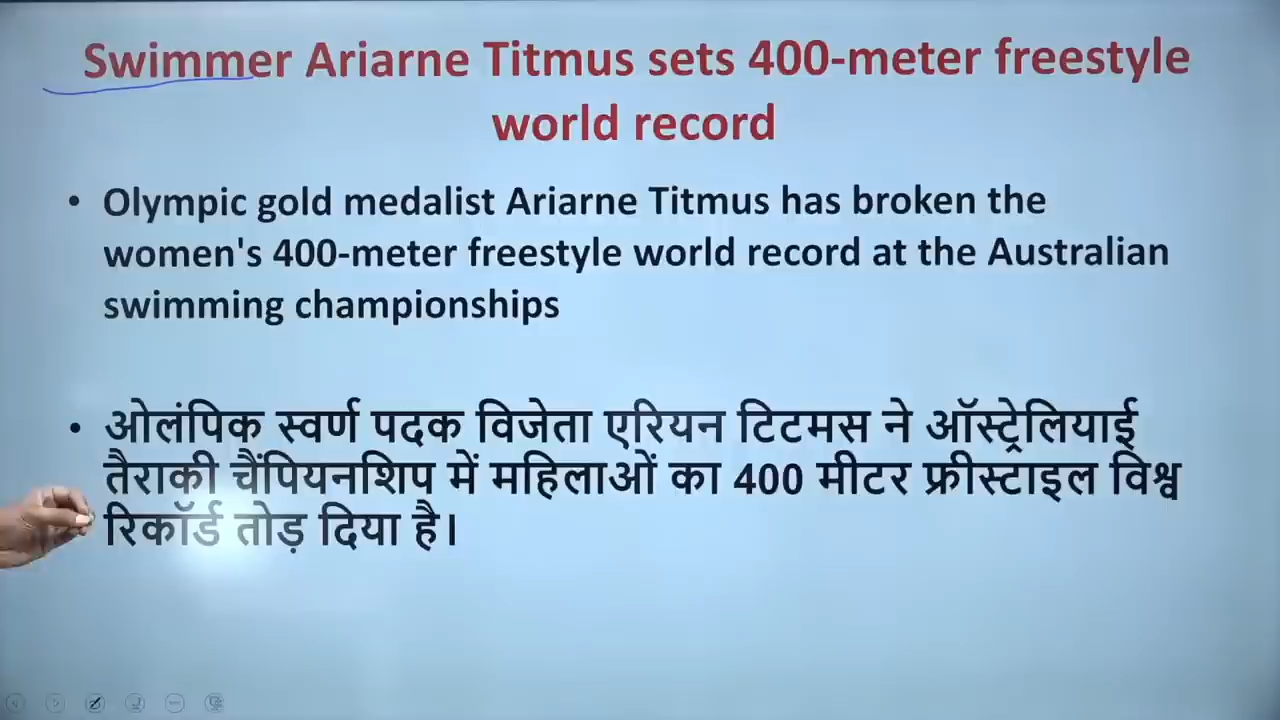 Swimmer Ariarne Titmus sets 400-meter freestyle
world record
• Olympic gold medalist Ariarne Titmus has broken the
women's 400-meter freestyle world record at the Australian
swimming championships
• ओलंपिक स्वर्ण पदक विजेता एरियन टिटमस ने ऑस्ट्रेलियाई
तैराकी चैंपियनशिप में महिलाओं का 400 मीटर फ्रीस्टाइल विश्व
रिकॉर्ड तोड़ दिया है।